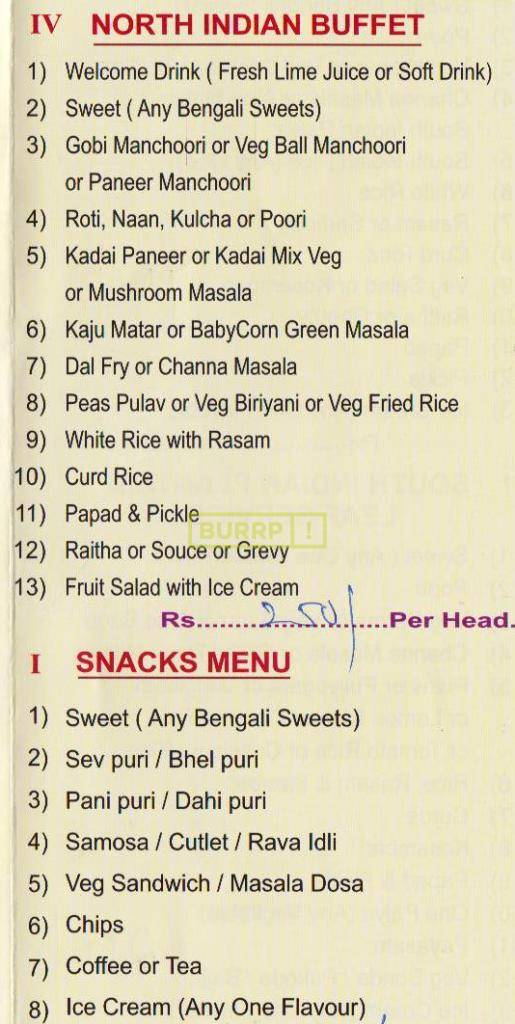 IV NORTH INDIAN BUFFET
1) Welcome Drink ( Fresh Lime Juice or Soft Drink)
2) Sweet ( Any Bengali Sweets)
3) Gobi Manchoori or Veg Ball Manchoori
or Paneer Manchoori
4) Roti, Naan, Kulcha or Poori
5) Kadai Paneer or Kadai Mix Veg
or Mushroom Masala
6) Kaju Matar or BabyCorn Green Masala
7) Dal Fry or Channa Masala
8) Peas Pulav or Veg Biriyani or Veg Fried Rice
9) White Rice with Rasam
10) Curd Rice
11) Papad & Pickle
BURRP!
12) Raitha or Souce or Grevy
13) Fruit Salad with Ice Cream
Rs.........250/.........Per Head.
I SNACKS MENU
1) Sweet ( Any Bengali Sweets)
2) Sev puri / Bhel puri
3) Pani puri / Dahi puri
4) Samosa / Cutlet / Rava Idli
5) Veg Sandwich / Masala Dosa
6) Chips
7) Coffee or Tea
8) Ice Cream (Any One Flavour)